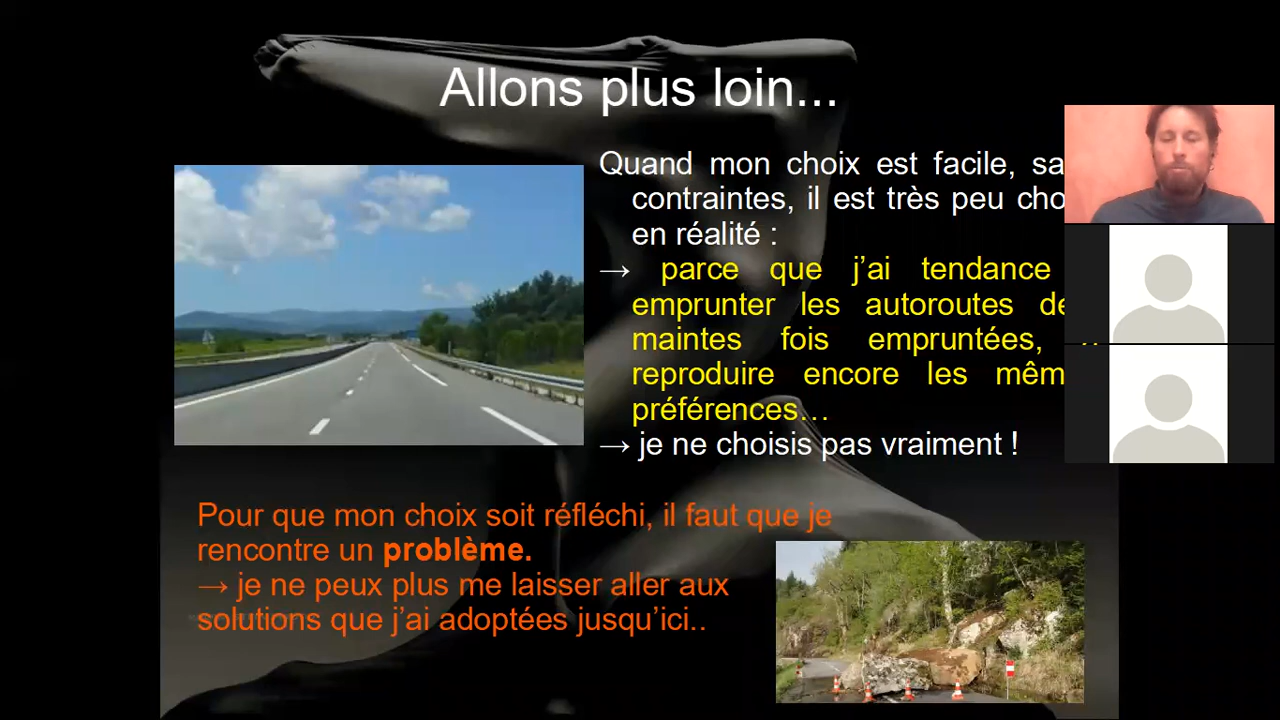 Allons plus loin...
Quand mon choix est facile,
contraintes, il est très peu
en réalité :
→ parce que j’ai tendance
emprunter les autoroutes
maintes fois empruntées,
reproduire encore les
préférences…
→ je ne choisis pas vraiment !
Pour que mon choix soit réfléchi, il faut que je
rencontre un problème.
→ je ne peux plus me laisser aller aux
solutions que j’ai adoptées jusqu’ici..